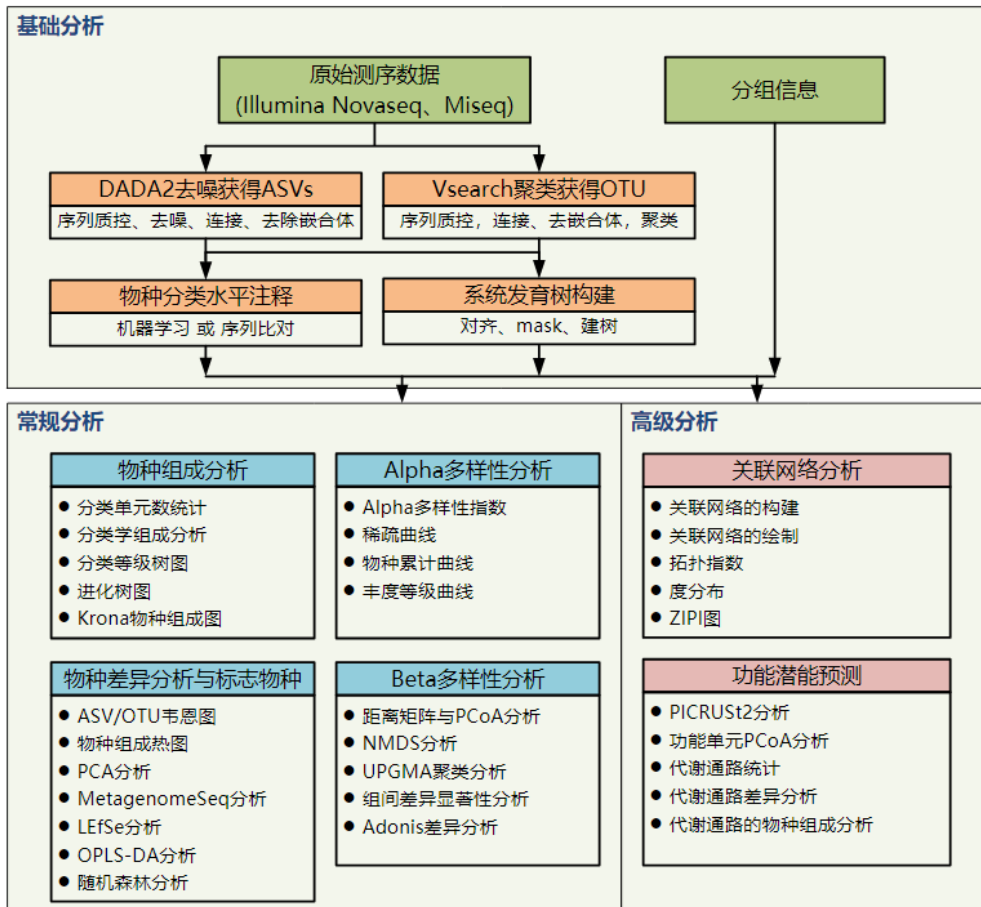 基础分析
原始测序数据
(Illumina Novaseq、Miseq)
分组信息
DADA2去噪获得ASVs
序列质控、去噪、连接、去除嵌合体
Vsearch聚类获得OTU
序列质控，连接、去嵌合体，聚类
物种分类水平注释
机器学习 或 序列比对
系统发育树构建
对齐、mask、建树
常规分析
物种组成分析
● 分类单元数统计
● 分类学组成分析
● 分类等级树图
● 进化树图
● Krona物种组成图
Alpha多样性分析
● Alpha多样性指数
● 稀疏曲线
● 物种累计曲线
● 丰度等级曲线
物种差异分析与标志物种
● ASV/OTU韦恩图
● 物种组成热图
● PCA分析
● MetagenomeSeq分析
● LEfSe分析
● OPLS-DA分析
● 随机森林分析
Beta多样性分析
● 距离矩阵与PCoA分析
● NMDS分析
● UPGMA聚类分析
● 组间差异显著性分析
● Adonis差异分析
高级分析
关联网络分析
● 关联网络的构建
● 关联网络的绘制
● 拓扑指数
● 度分布
● ZIPI图
功能潜能预测
● PICRUSt2分析
● 功能单元PCoA分析
● 代谢通路统计
● 代谢通路差异分析
● 代谢通路的物种组成分析